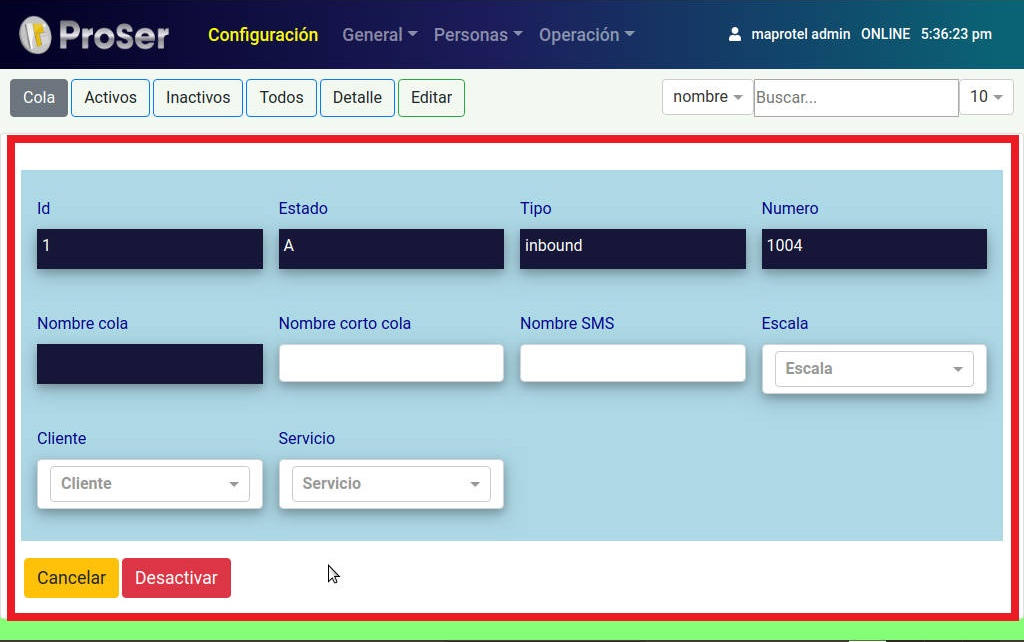 ProSer Configuración General Personas Operación maprotel admin ONLINE 5:36:23 pm
Cola Activos Inactivos Todos Detalle Editar nombre Buscar... 10
Id Estado Tipo Numero
1 A inbound 1004
Nombre cola Nombre corto cola Nombre SMS Escala
Escala
Cliente Servicio
Cliente Servicio
Cancelar Desactivar